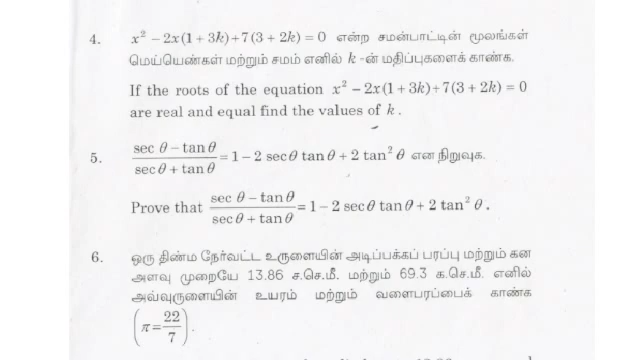 4. x² − 2x(1 + 3k) + 7(3 + 2k) = 0 என்ற சமன்பாட்டின் மூலங்கள்
மெய்யெண்கள் மற்றும் சமம் எனில் k -ன் மதிப்புகளைக் காண்க.
If the roots of the equation x² − 2x(1 + 3k) + 7(3 + 2k) = 0
are real and equal find the values of k .
5. (sec θ − tan θ)/(sec θ + tan θ) = 1 − 2 sec θ tan θ + 2 tan² θ என நிறுவுக.
Prove that (sec θ − tan θ)/(sec θ + tan θ) = 1 − 2 sec θ tan θ + 2 tan² θ .
6. ஒரு திண்ம நேர்வட்ட உருளையின் அடிப்பக்கப் பரப்பு மற்றும் கன
அளவு முறையே 13.86 ச.செ.மீ. மற்றும் 69.3 க.செ.மீ. எனில்
அவ்வுருளையின் உயரம் மற்றும் வளைபரப்பைக் காண்க
(π = 22/7).